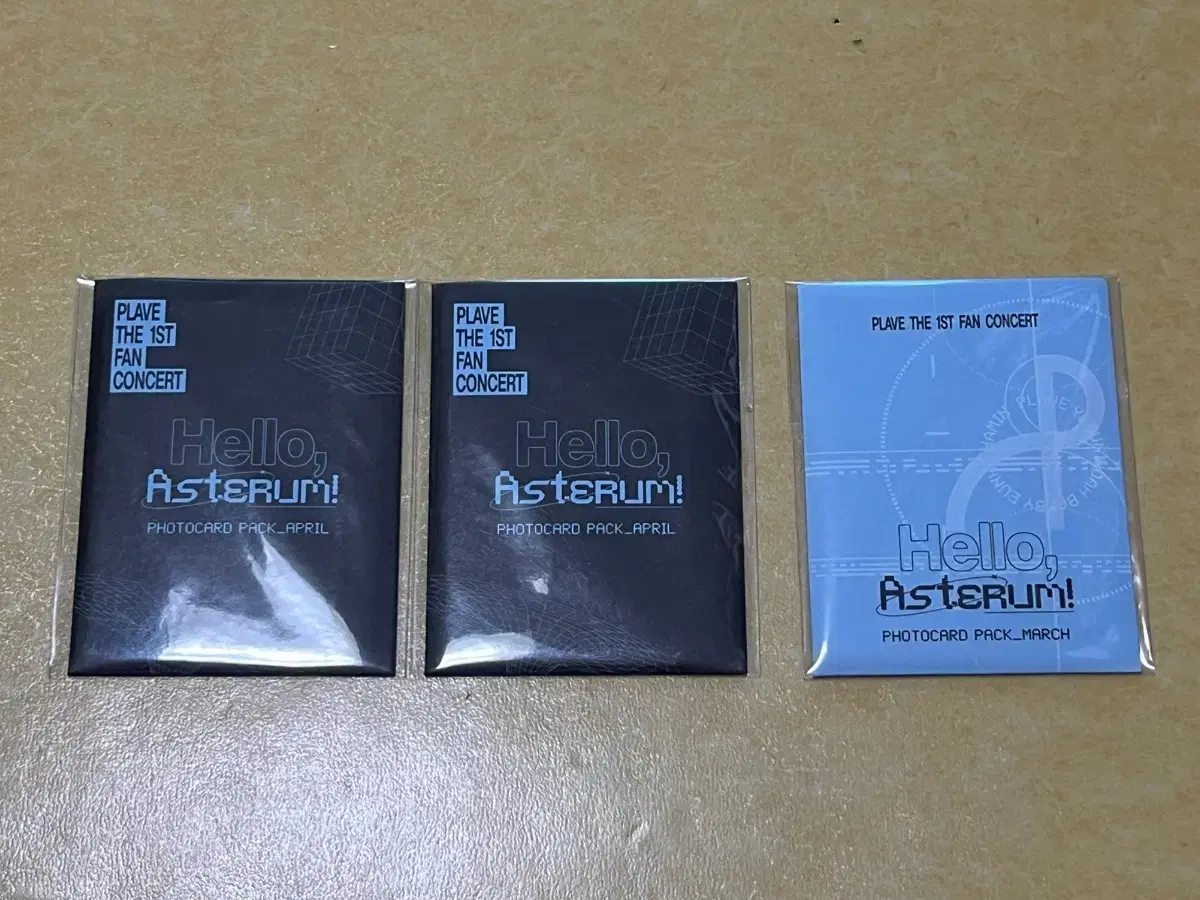 PLAVE
THE 1ST
FAN
CONCERT
Hello,
Asterum!
PHOTOCARD PACK_APRIL
PLAVE
THE 1ST
FAN
CONCERT
Hello,
Asterum!
PHOTOCARD PACK_APRIL
PLAVE THE 1ST FAN CONCERT
PLAVE
Hello,
Asterum!
PHOTOCARD PACK_MARCH